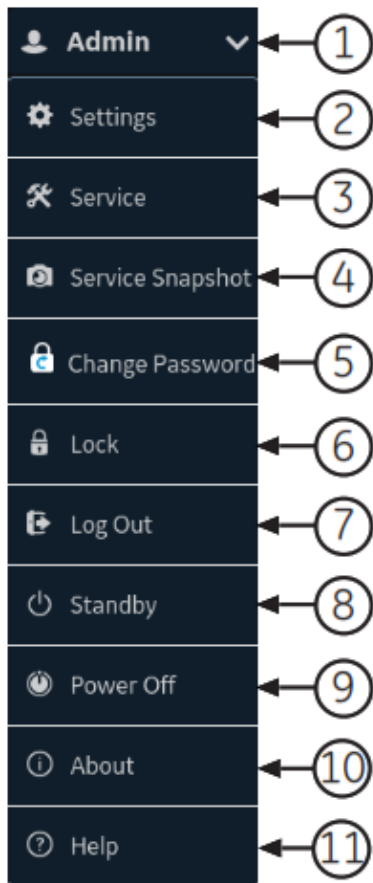 Admin 1
Settings 2
Service 3
Service Snapshot 4
Change Password 5
Lock 6
Log Out 7
Standby 8
Power Off 9
About 10
Help 11